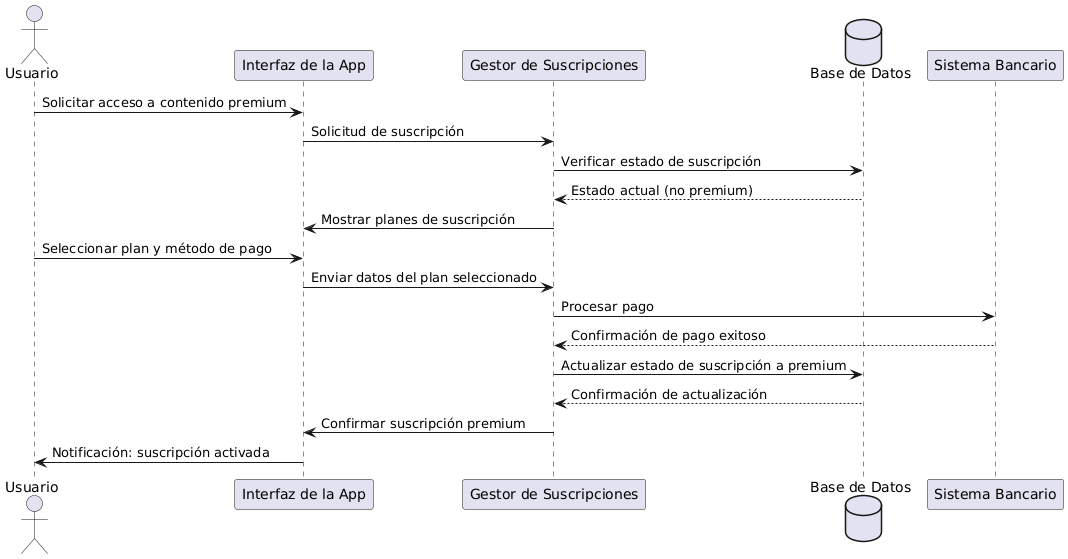 Usuario
Interfaz de la App
Gestor de Suscripciones
Base de Datos
Sistema Bancario
Solicitar acceso a contenido premium
Solicitud de suscripción
Verificar estado de suscripción
Estado actual (no premium)
Mostrar planes de suscripción
Seleccionar plan y método de pago
Enviar datos del plan seleccionado
Procesar pago
Confirmación de pago exitoso
Actualizar estado de suscripción a premium
Confirmación de actualización
Confirmar suscripción premium
Notificación: suscripción activada
Usuario
Interfaz de la App
Gestor de Suscripciones
Base de Datos
Sistema Bancario